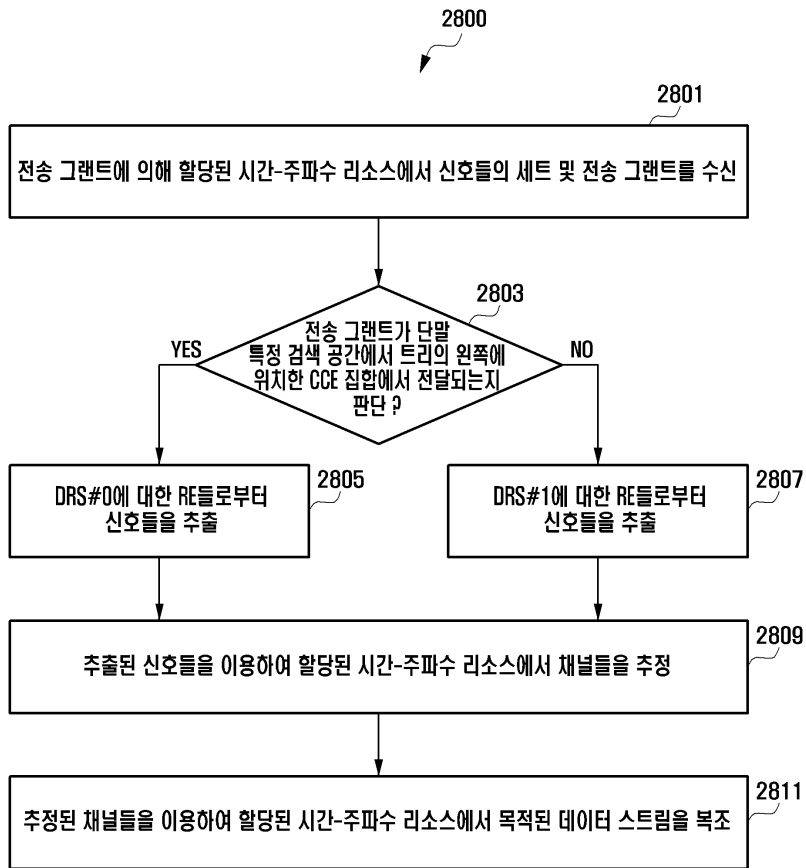 2800
2801
전송 그랜트에 의해 할당된 시간-주파수 리소스에서 신호들의 세트 및 전송 그랜트를 수신
2803
전송 그랜트가 단말
특정 검색 공간에서 트리의 왼쪽에
위치한 CCE 집합에서 전달되는지
판단 ?
YES
NO
2805
DRS#0에 대한 RE들로부터
신호들을 추출
2807
DRS#1에 대한 RE들로부터
신호들을 추출
2809
추출된 신호들을 이용하여 할당된 시간-주파수 리소스에서 채널들을 추정
2811
추정된 채널들을 이용하여 할당된 시간-주파수 리소스에서 목적된 데이터 스트림을 복조